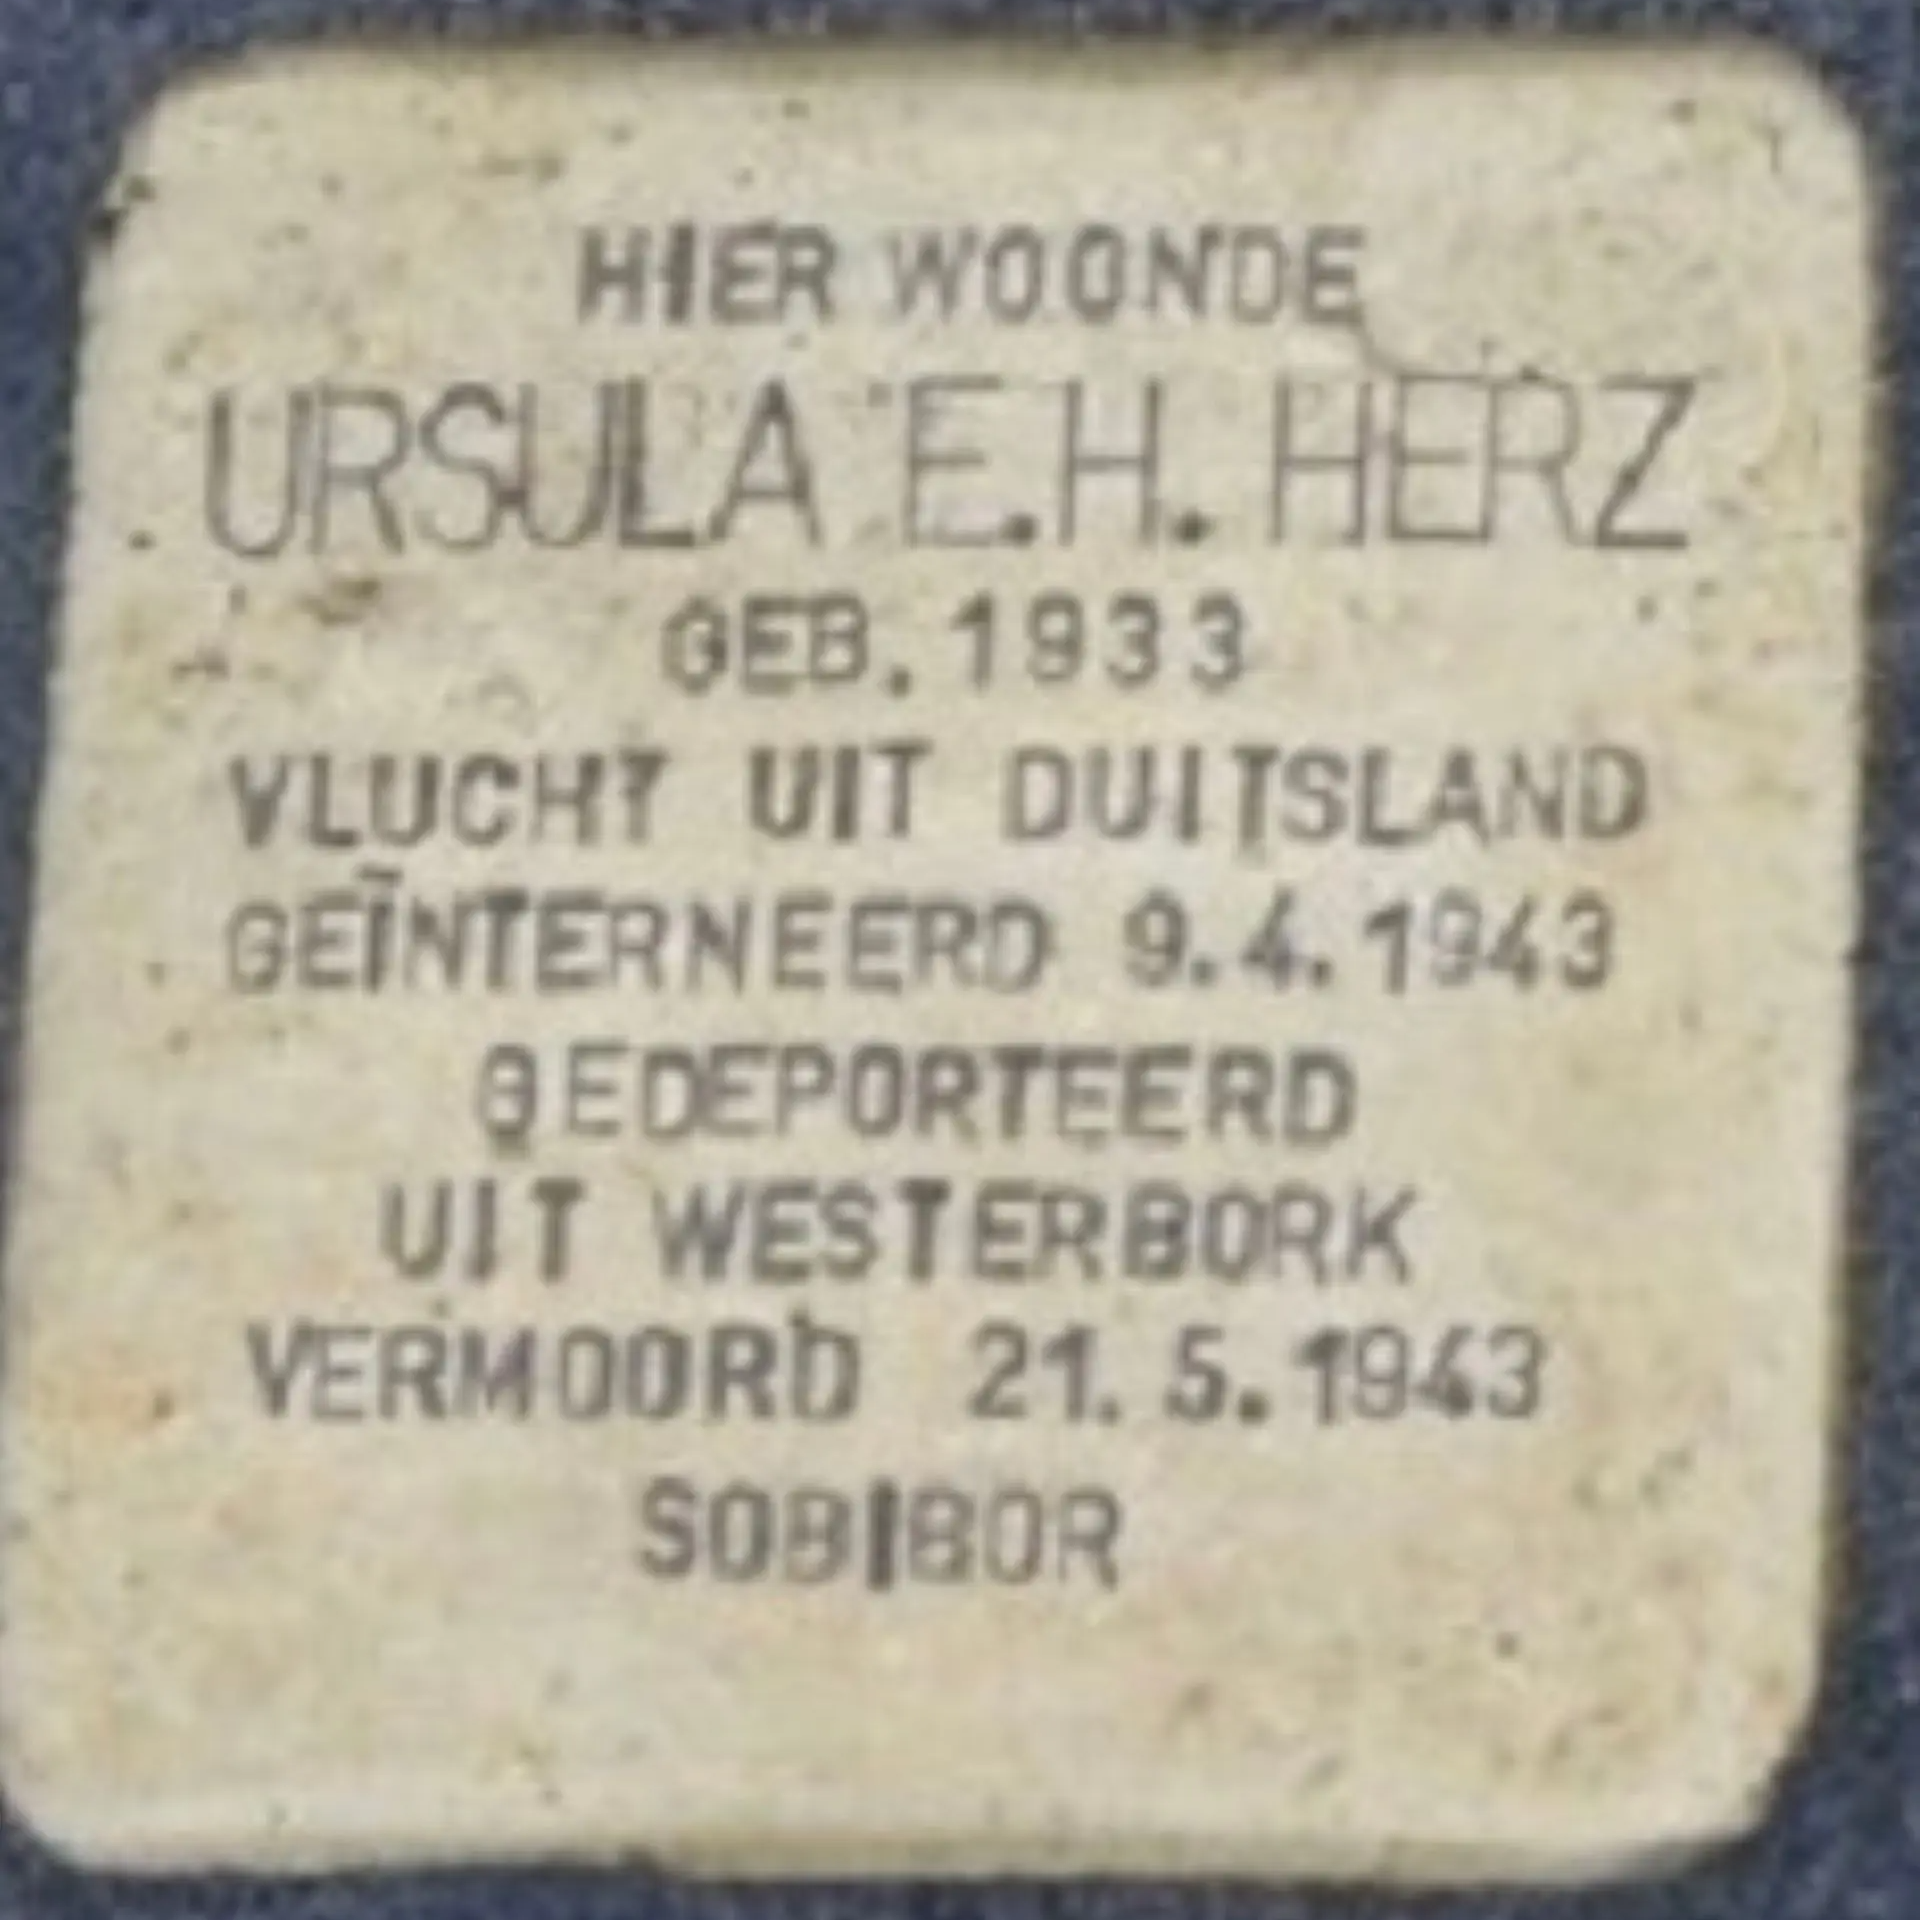 HIER WOONDE
URSULA E.H. HERZ
GEB. 1933
VLUCHT UIT DUITSLAND
GEÏNTERNEERD 9.4.1943
GEDEPORTEERD
UIT WESTERBORK
VERMOORD 21.5.1943
SOBIBOR